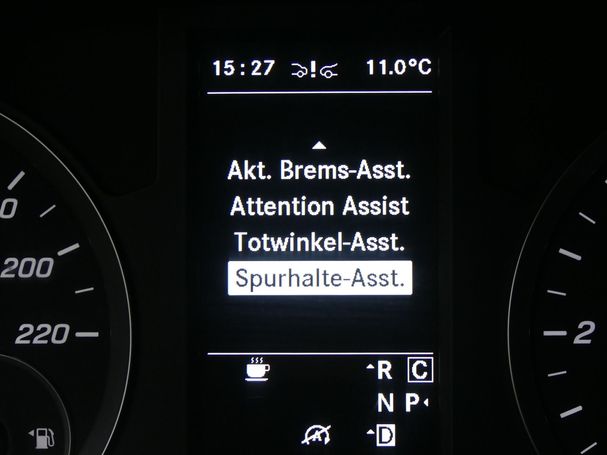 15:27 ! 11.0°C
Akt. Brems-Asst.
Attention Assist
Totwinkel-Asst.
Spurhalte-Asst.
200
220
2
R C
N P
A D